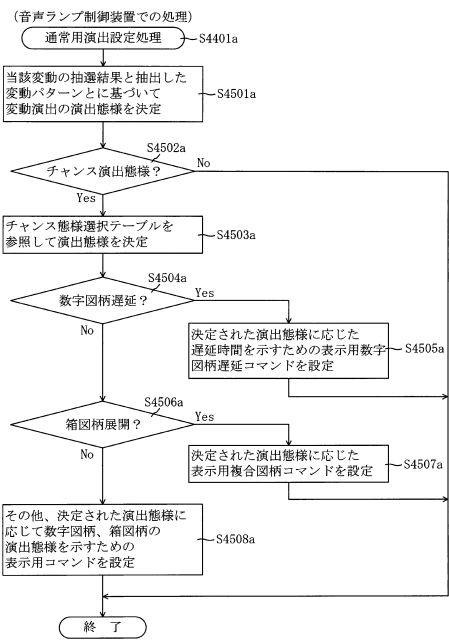 (音声ランプ制御装置での処理)
通常用演出設定処理
S4401a
当該変動の抽選結果と抽出した
変動パターンとに基づいて
変動演出の演出態様を決定
S4501a
S4502a
チャンス演出態様？
No
Yes
チャンス態様選択テーブルを
参照して演出態様を決定
S4503a
S4504a
数字図柄遅延？
Yes
No
決定された演出態様に応じた
遅延時間を示すための表示用数字
図柄遅延コマンドを設定
S4505a
S4506a
箱図柄展開？
Yes
No
決定された演出態様に応じた
表示用複合図柄コマンドを設定
S4507a
その他、決定された演出態様に
応じて数字図柄、箱図柄の
演出態様を示すための
表示用コマンドを設定
S4508a
終 了